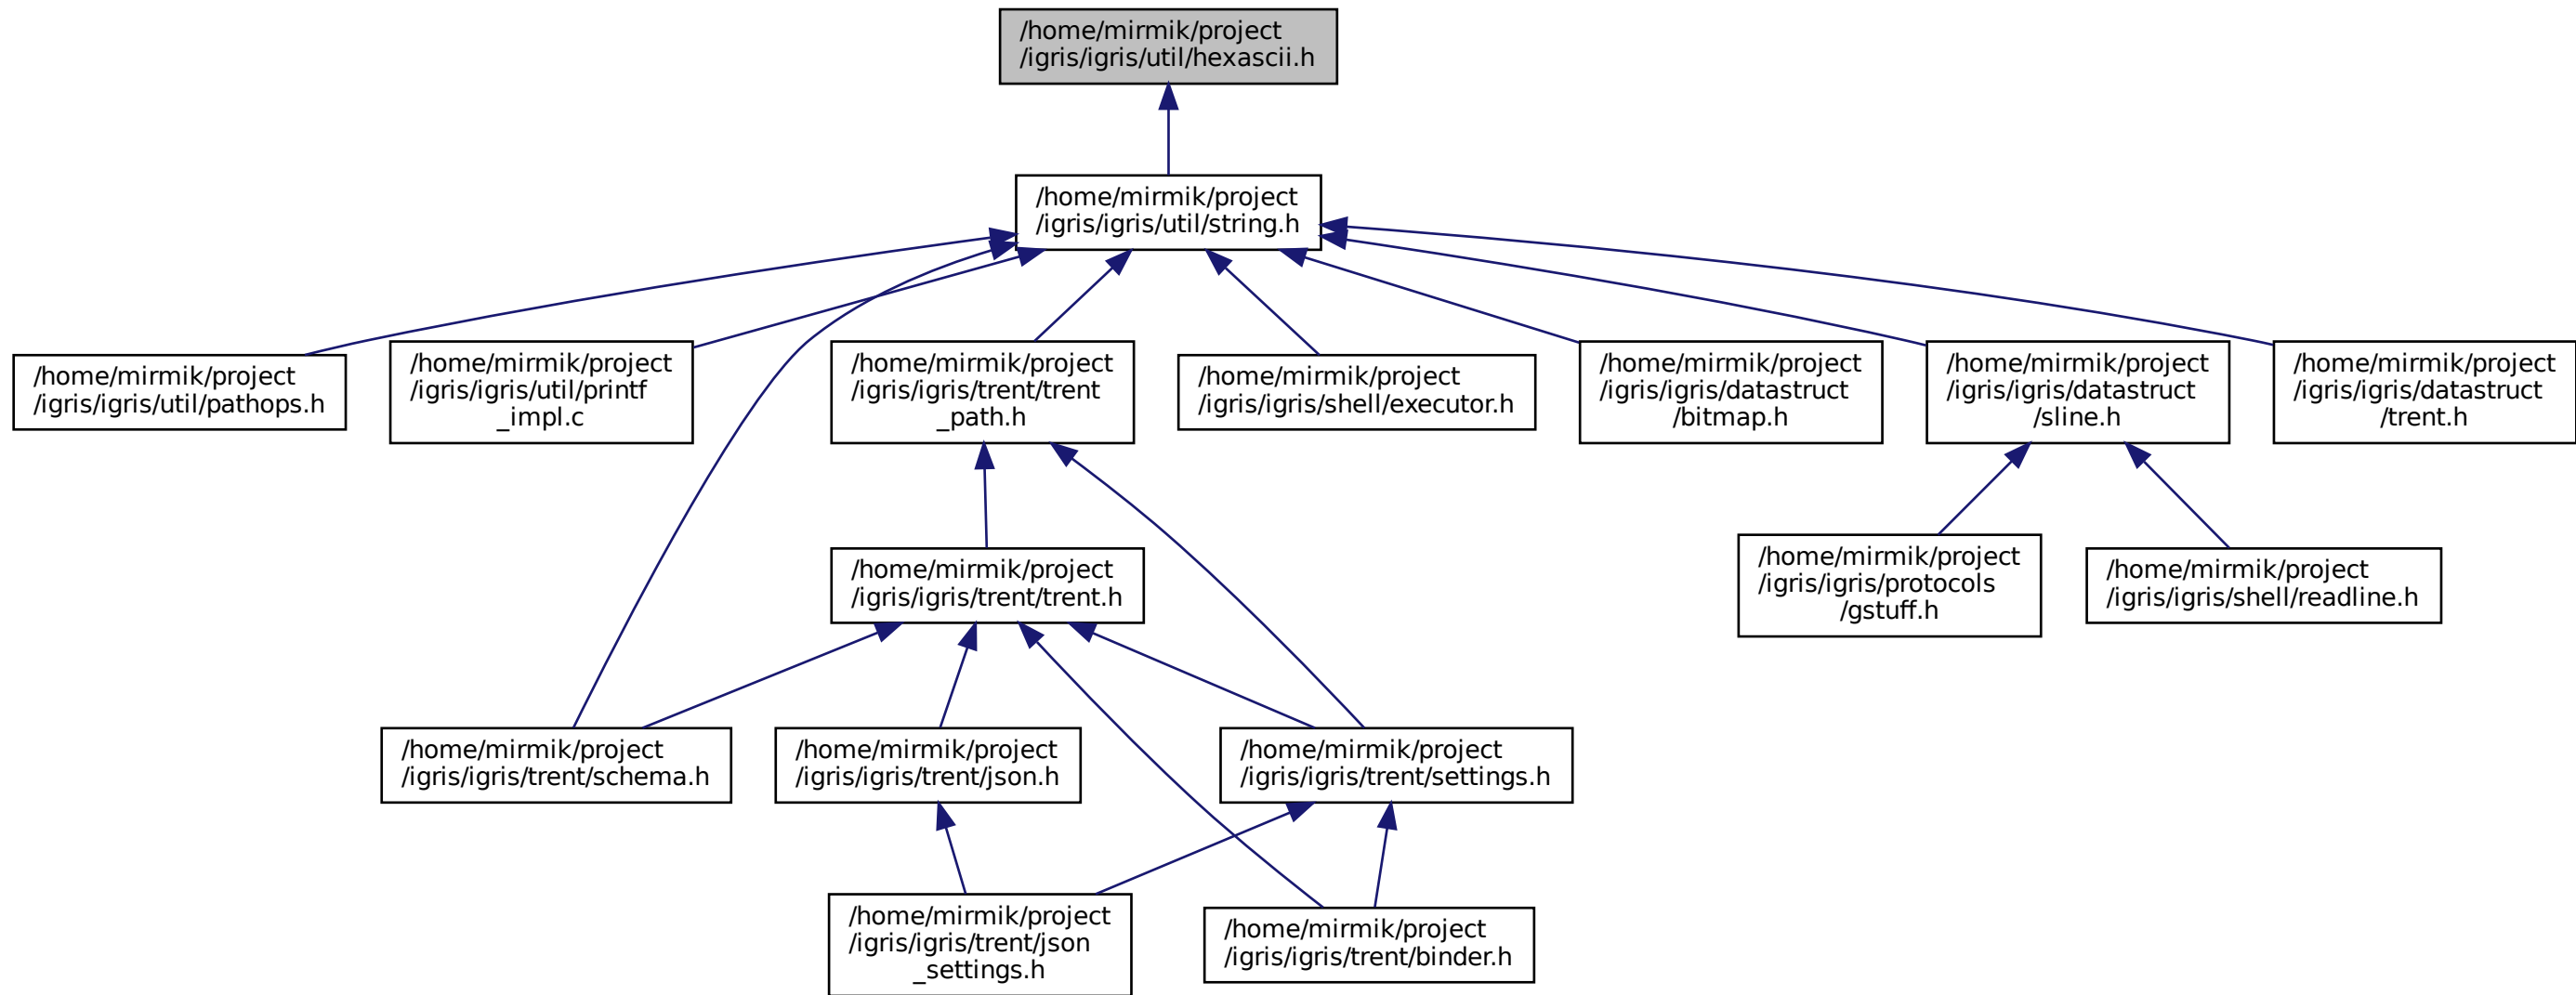 /home/mirmik/project
/igris/igris/util/hexascii.h
/home/mirmik/project
/igris/igris/util/string.h
/home/mirmik/project
/igris/igris/util/pathops.h
/home/mirmik/project
/igris/igris/util/printf
_impl.c
/home/mirmik/project
/igris/igris/trent/trent
_path.h
/home/mirmik/project
/igris/igris/shell/executor.h
/home/mirmik/project
/igris/igris/datastruct
/bitmap.h
/home/mirmik/project
/igris/igris/datastruct
/sline.h
/home/mirmik/project
/igris/igris/datastruct
/trent.h
/home/mirmik/project
/igris/igris/trent/trent.h
/home/mirmik/project
/igris/igris/protocols
/gstuff.h
/home/mirmik/project
/igris/igris/shell/readline.h
/home/mirmik/project
/igris/igris/trent/schema.h
/home/mirmik/project
/igris/igris/trent/json.h
/home/mirmik/project
/igris/igris/trent/settings.h
/home/mirmik/project
/igris/igris/trent/json
_settings.h
/home/mirmik/project
/igris/igris/trent/binder.h